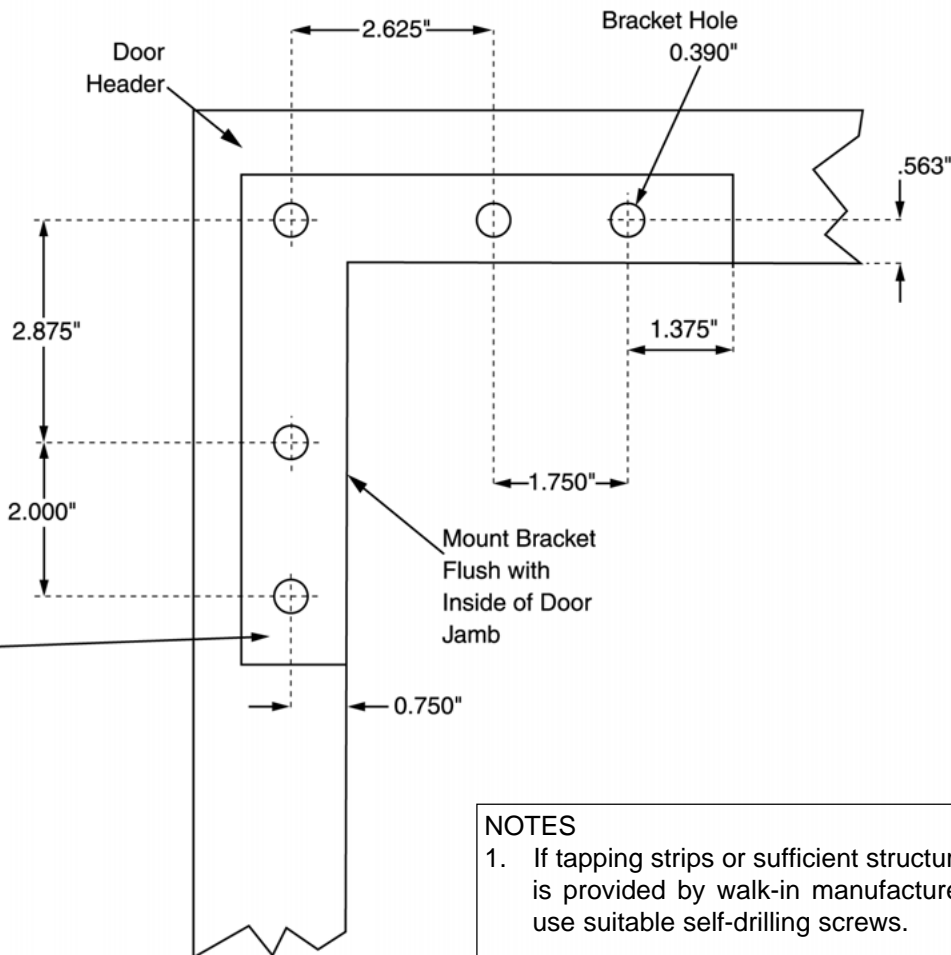 2.625"
Bracket Hole
0.390"
Door
Header
.563"
2.875"
1.375"
1.750"
2.000"
Mount Bracket
Flush with
Inside of Door
Jamb
0.750"
NOTES
1. If tapping strips or sufficient
is provided by walk-in
use suitable self-drilling screws.